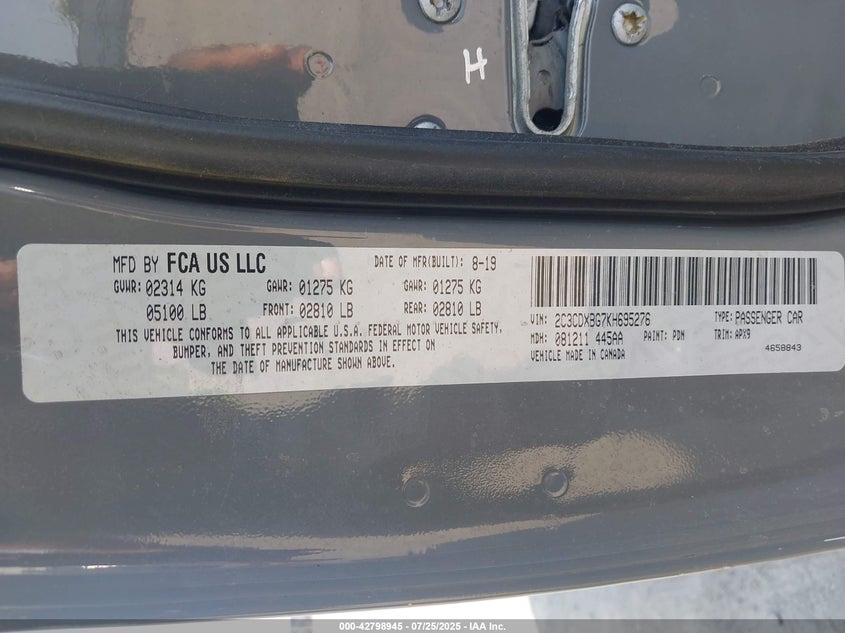 H
MFD BY FCA US LLC
DATE OF MFR(BUILT): 8-19
GVWR: 02314 KG GAWR: 01275 KG GAWR: 01275 KG
05100 LB FRONT: 02810 LB REAR: 02810 LB
THIS VEHICLE CONFORMS TO ALL APPLICABLE U.S.A. FEDERAL MOTOR VEHICLE SAFETY,
BUMPER, AND THEFT PREVENTION STANDARDS IN EFFECT ON
THE DATE OF MANUFACTURE SHOWN ABOVE.
VIN: 2C3CDXBG7KH695276 TYPE: PASSENGER CAR
MDH: 081211 445AA PAINT: PDN TRIM: APX9
VEHICLE MADE IN CANADA 4658843
000-42798945 - 07/25/2025 - IAA Inc.